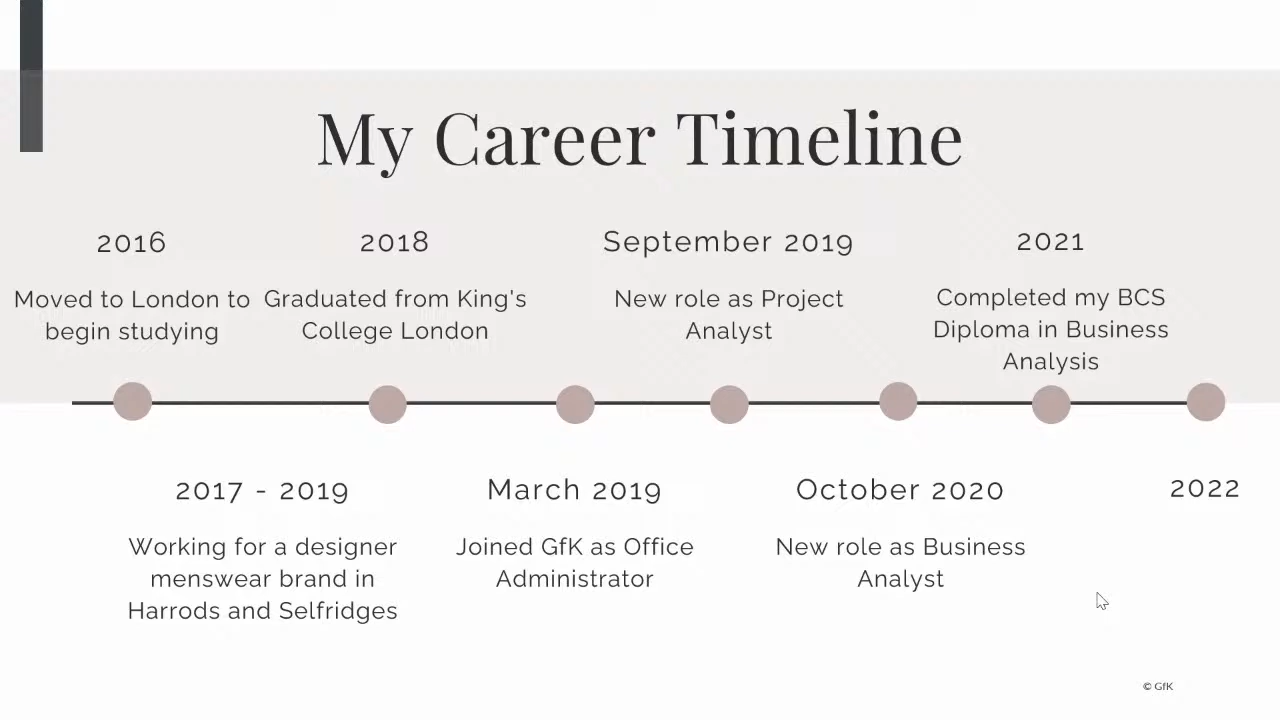 My Career Timeline
2016
Moved to London to
begin studying
2018
Graduated from King's
College London
September 2019
New role as Project
Analyst
2021
Completed my BCS
Diploma in Business
Analysis
2017 - 2019
Working for a designer
menswear brand in
Harrods and Selfridges
March 2019
Joined GfK as Office
Administrator
October 2020
New role as Business
Analyst
2022
© GfK